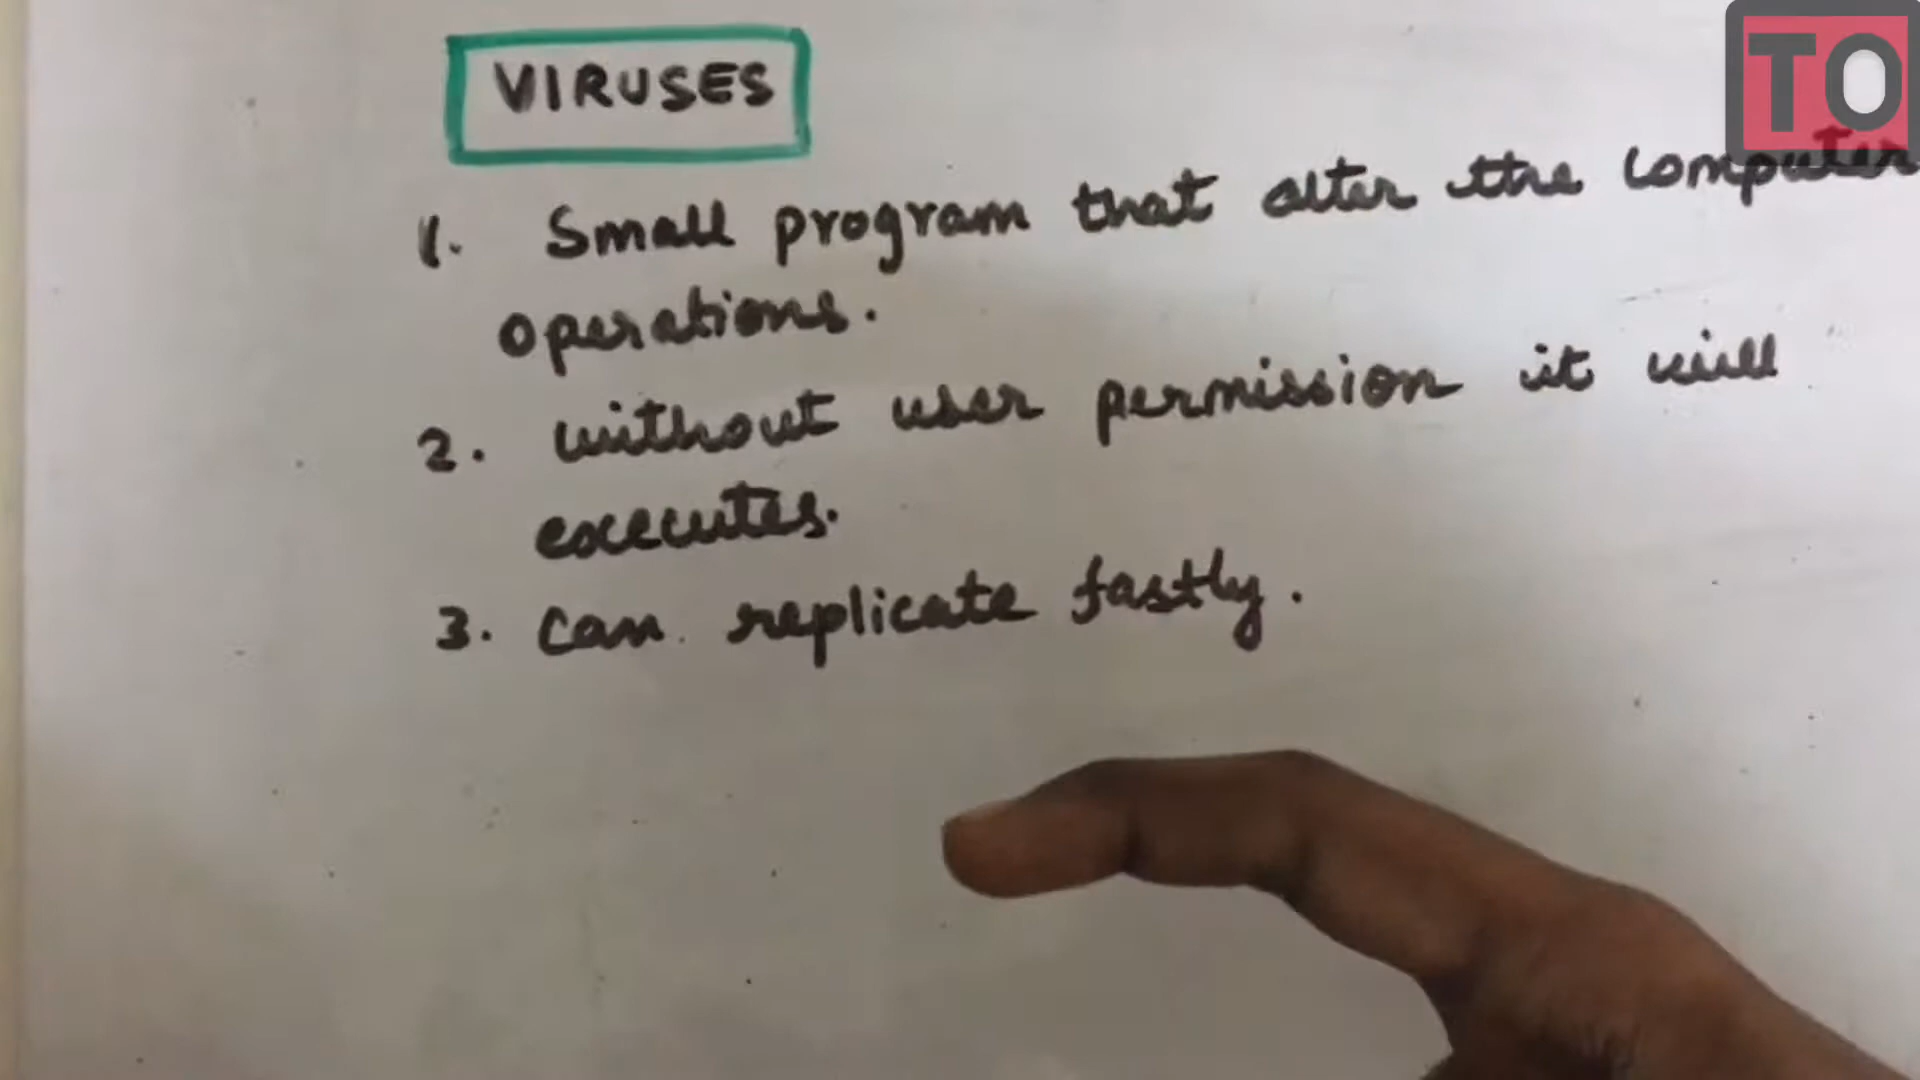 TO
VIRUSES
1. Small program that alter the computer
operations.
2. without user permission it will
executes.
3. can replicate fastly.